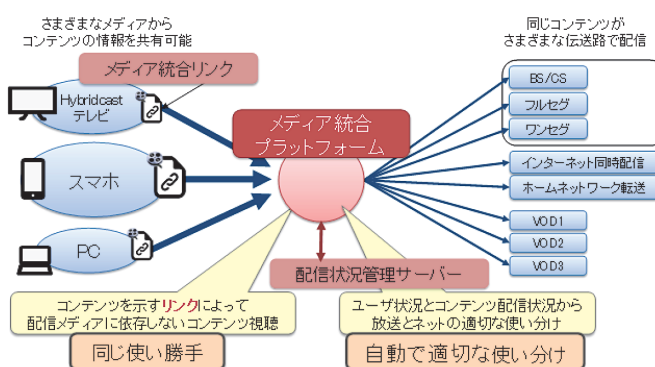 さまざまなメディアから
コンテンツの情報を共有可能
同じコンテンツが
さまざまな伝送路で配信
メディア統合リンク
Hybridcast
テレビ
スマホ
PC
メディア統合
プラットフォーム
BS/CS
フルセグ
ワンセグ
インターネット同時配信
ホームネットワーク転送
VOD1
VOD2
VOD3
配信状況管理サーバー
コンテンツを示すリンクによって
配信メディアに依存しないコンテンツ視聴
ユーザ状況とコンテンツ配信状況から
放送とネットの適切な使い分け
同じ使い勝手
自動で適切な使い分け